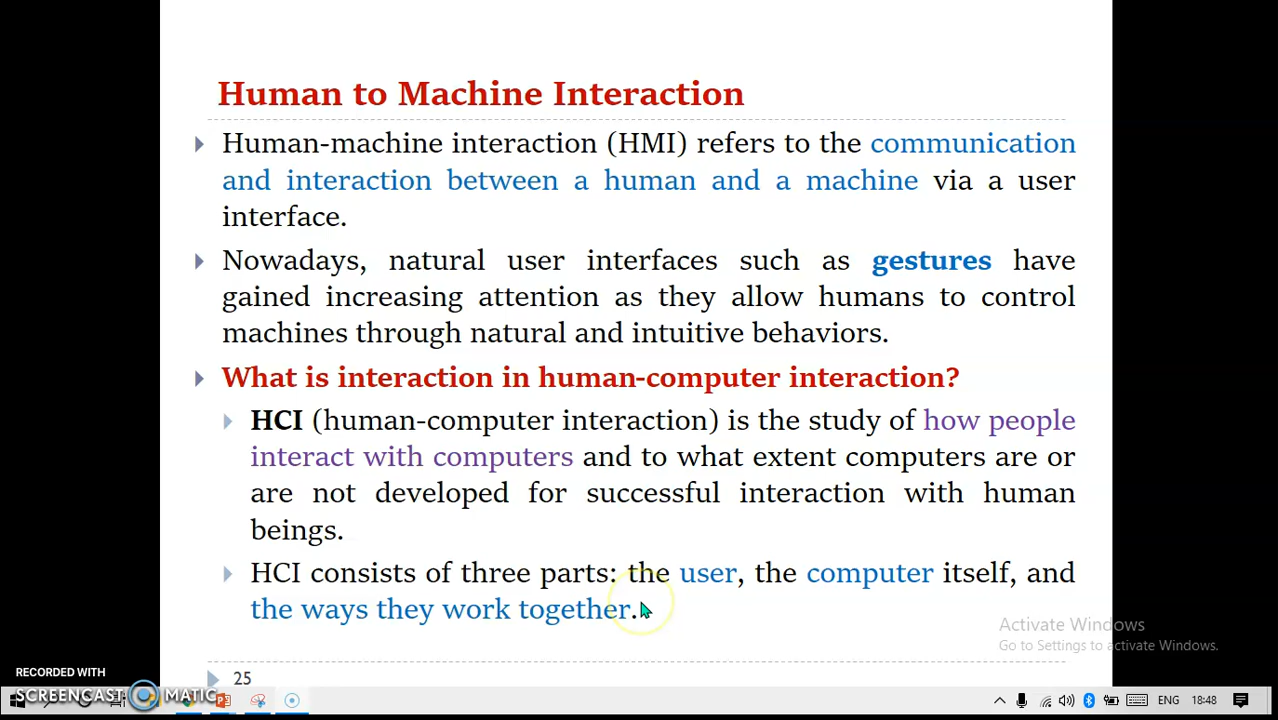 Human to Machine Interaction
Human-machine interaction (HMI) refers to the communication
and interaction between a human and a machine via a user
interface.
Nowadays, natural user interfaces such as gestures have
gained increasing attention as they allow humans to control
machines through natural and intuitive behaviors.
What is interaction in human-computer interaction?
HCI (human-computer interaction) is the study of how people
interact with computers and to what extent computers are or
are not developed for successful interaction with human
beings.
HCI consists of three parts: the user, the computer itself, and
the ways they work together.
Activate Windows
Go to Settings to activate Windows.
25
RECORDED WITH
SCREENCAST MATIC
ENG
18:48